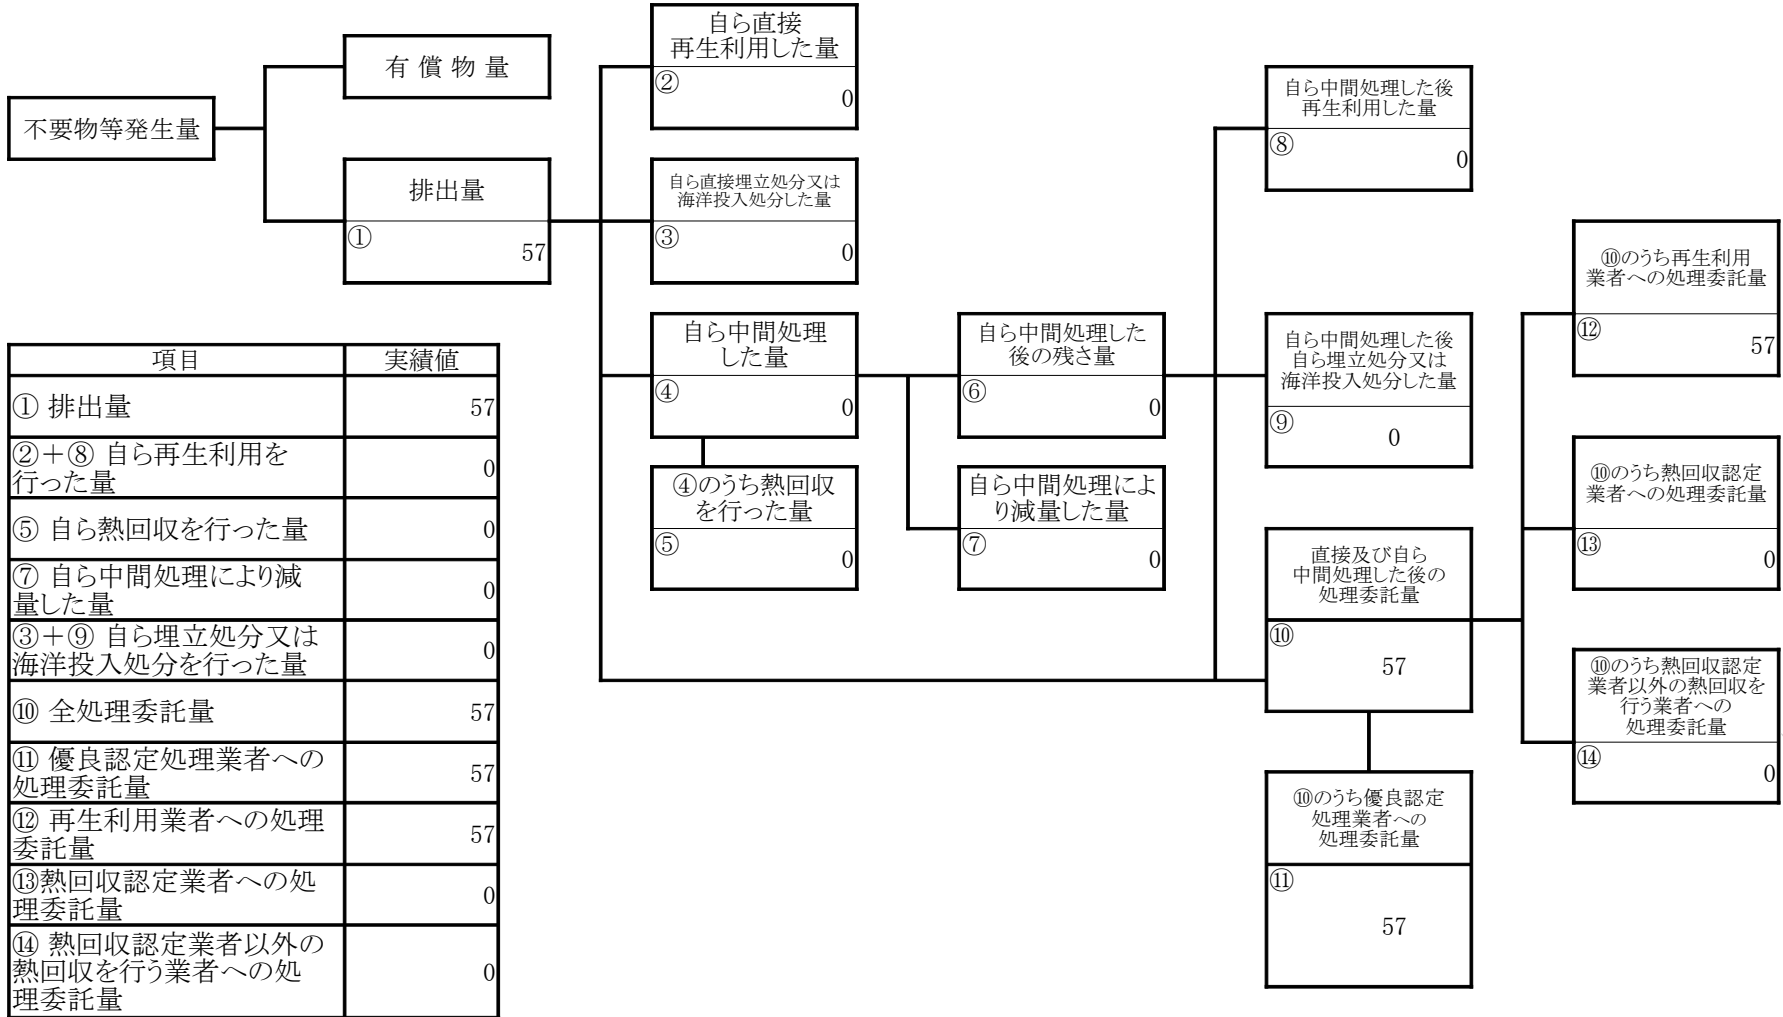 不要物等発生量
有 償 物 量
排出量
①
57
自ら直接
再生利用した量
②
0
自ら直接埋立処分又は
海洋投入処分した量
③
0
自ら中間処理
した量
④
0
④のうち熱回収
を行った量
⑤
0
自ら中間処理した
後の残さ量
⑥
0
自ら中間処理によ
り減量した量
⑦
0
自ら中間処理した後
再生利用した量
⑧
0
自ら中間処理した後
自ら埋立処分又は
海洋投入処分した量
⑨
0
直接及び自ら
中間処理した後の
処理委託量
⑩
57
⑩のうち優良認定
処理業者への
処理委託量
⑪
57
⑩のうち再生利用
業者への処理委託量
⑫
57
⑩のうち熱回収認定
業者への処理委託量
⑬
0
⑩のうち熱回収認定
業者以外の熱回収を
行う業者への
処理委託量
⑭
0
項目 実績値
① 排出量 57
②+⑧ 自ら再生利用を
行った量 0
⑤ 自ら熱回収を行った量 0
⑦ 自ら中間処理により減
量した量 0
③+⑨ 自ら埋立処分又は
海洋投入処分を行った量 0
⑩ 全処理委託量 57
⑪ 優良認定処理業者への
処理委託量 57
⑫ 再生利用業者への処理
委託量 57
⑬熱回収認定業者への処
理委託量 0
⑭ 熱回収認定業者以外の
熱回収を行う業者への処
理委託量 0